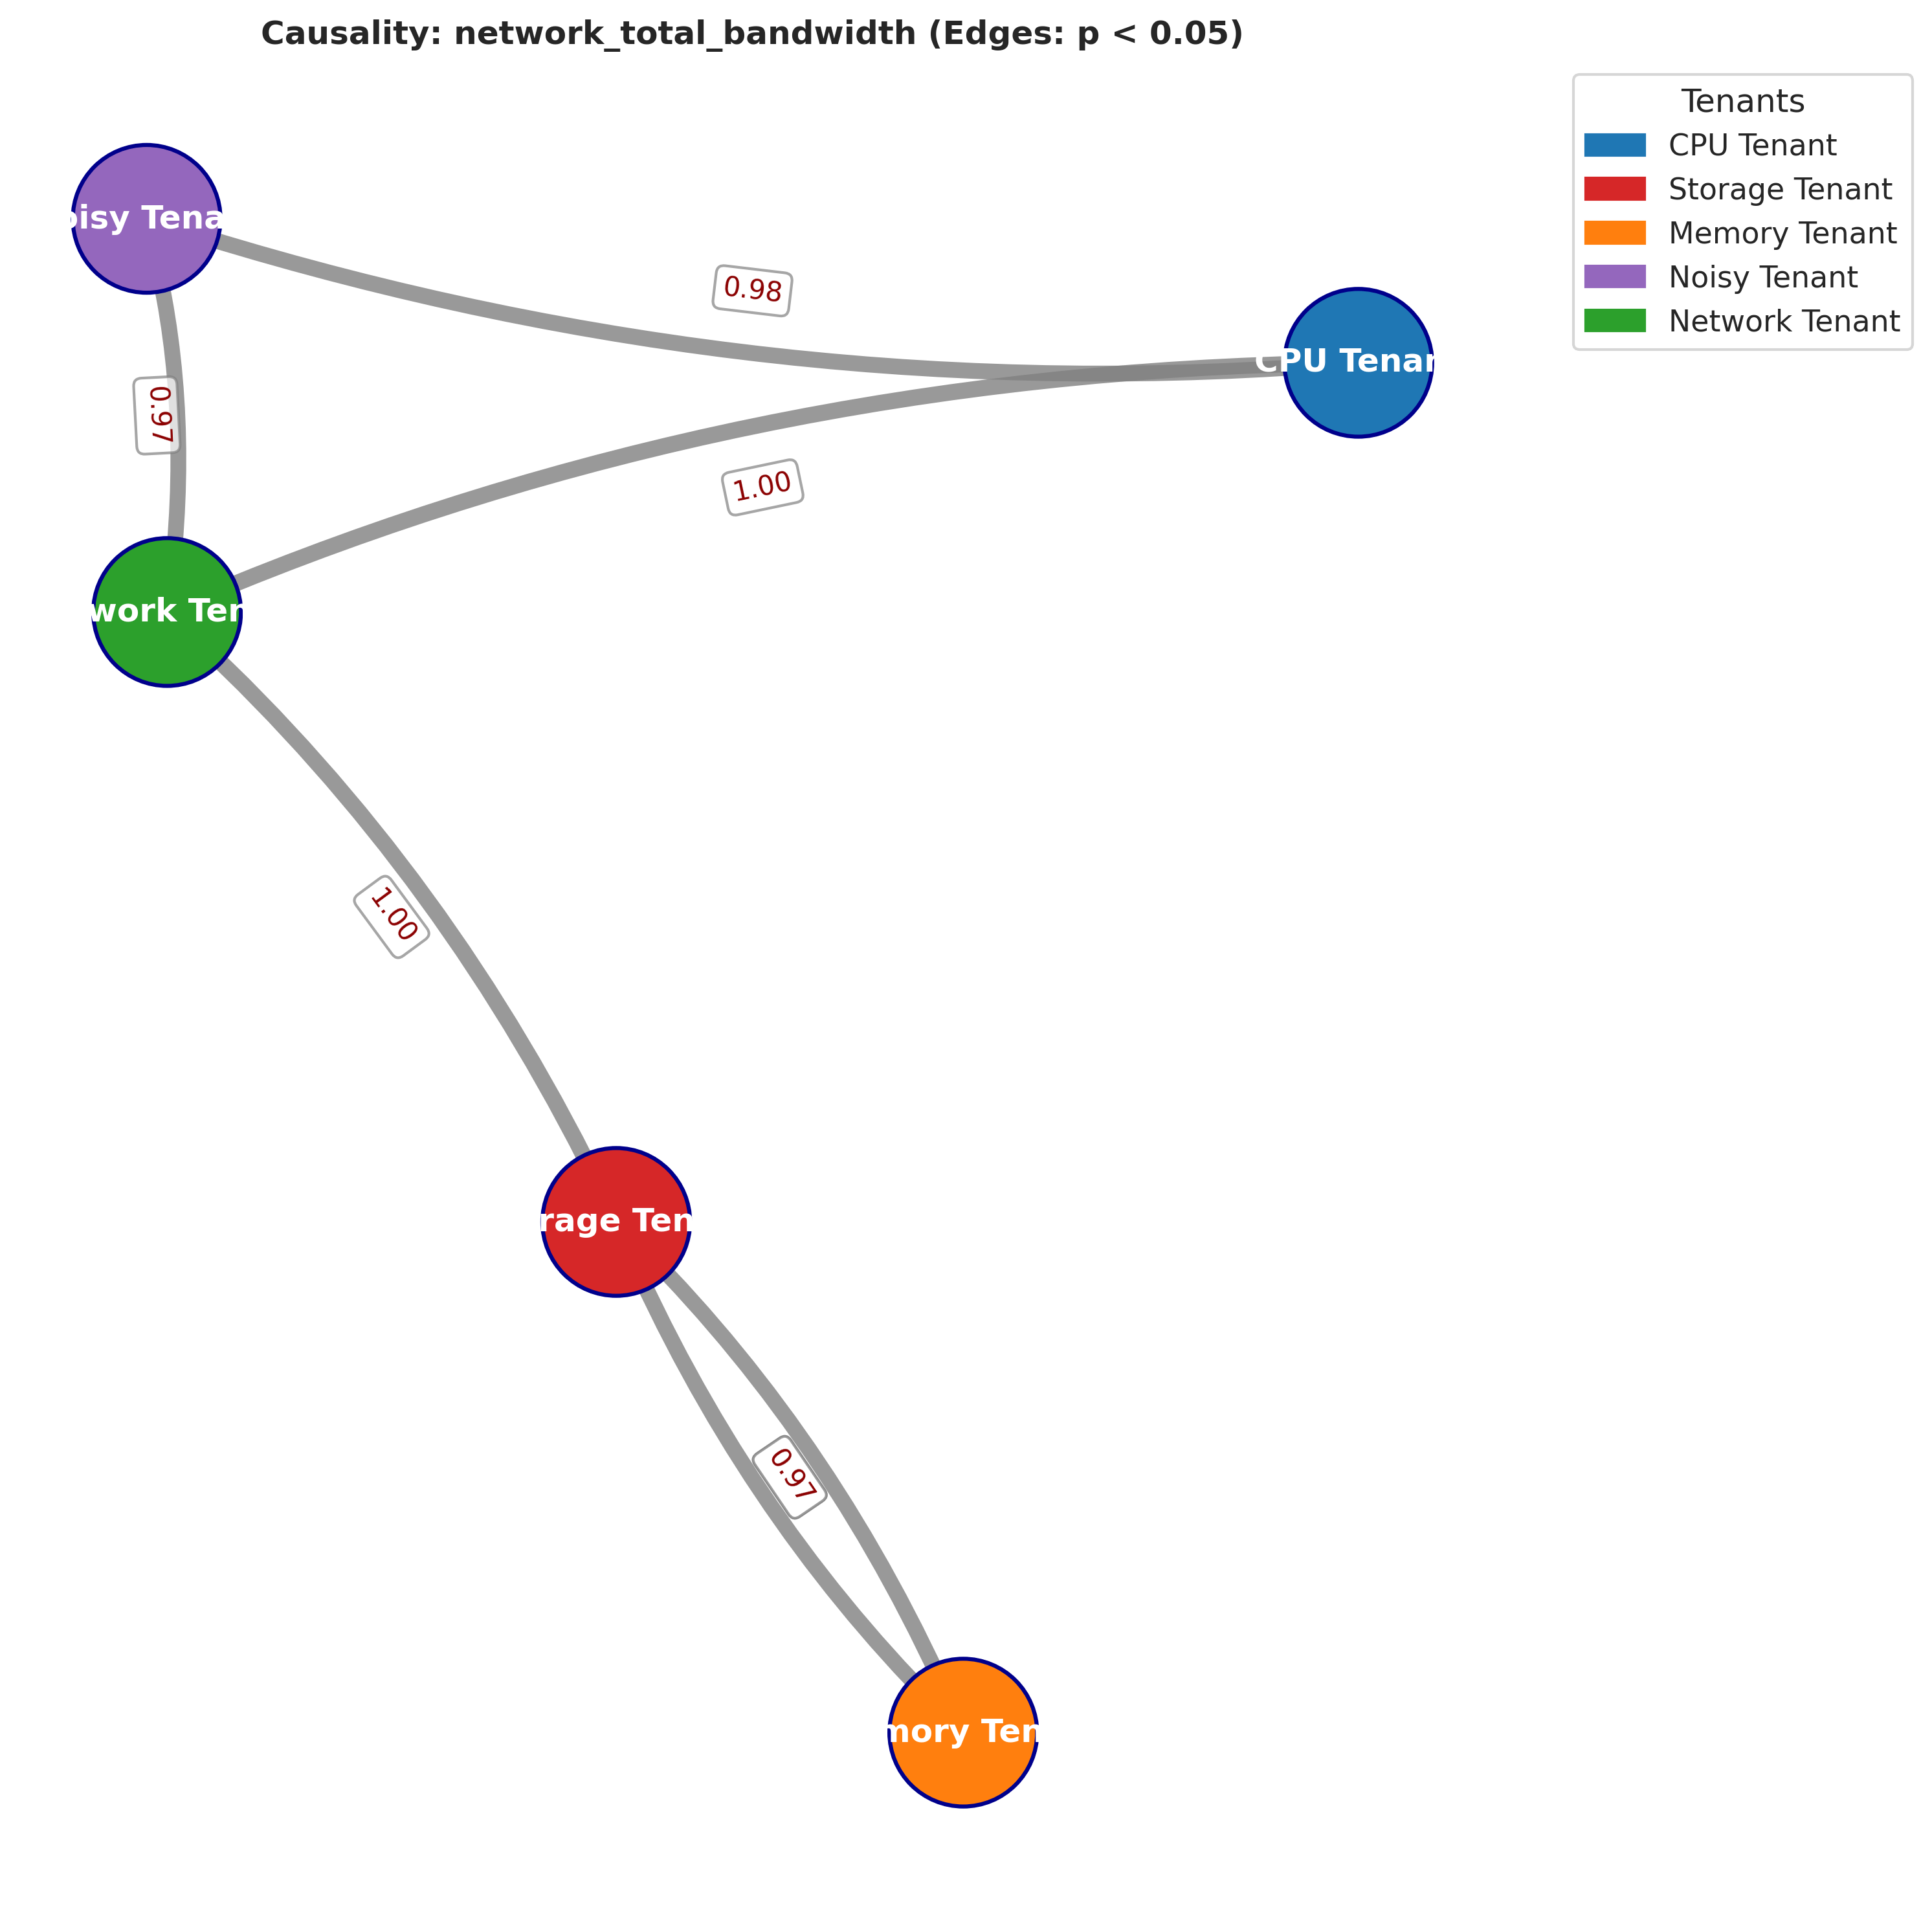 Causality: network_total_bandwidth (Edges: p < 0.05)
Tenants
CPU Tenant
Storage Tenant
Memory Tenant
Noisy Tenant
Network Tenant
oisy Tena
0.98
CPU Tenan
0.97
1.00
work Ten
1.00
rage Ten
0.97
mory Ten